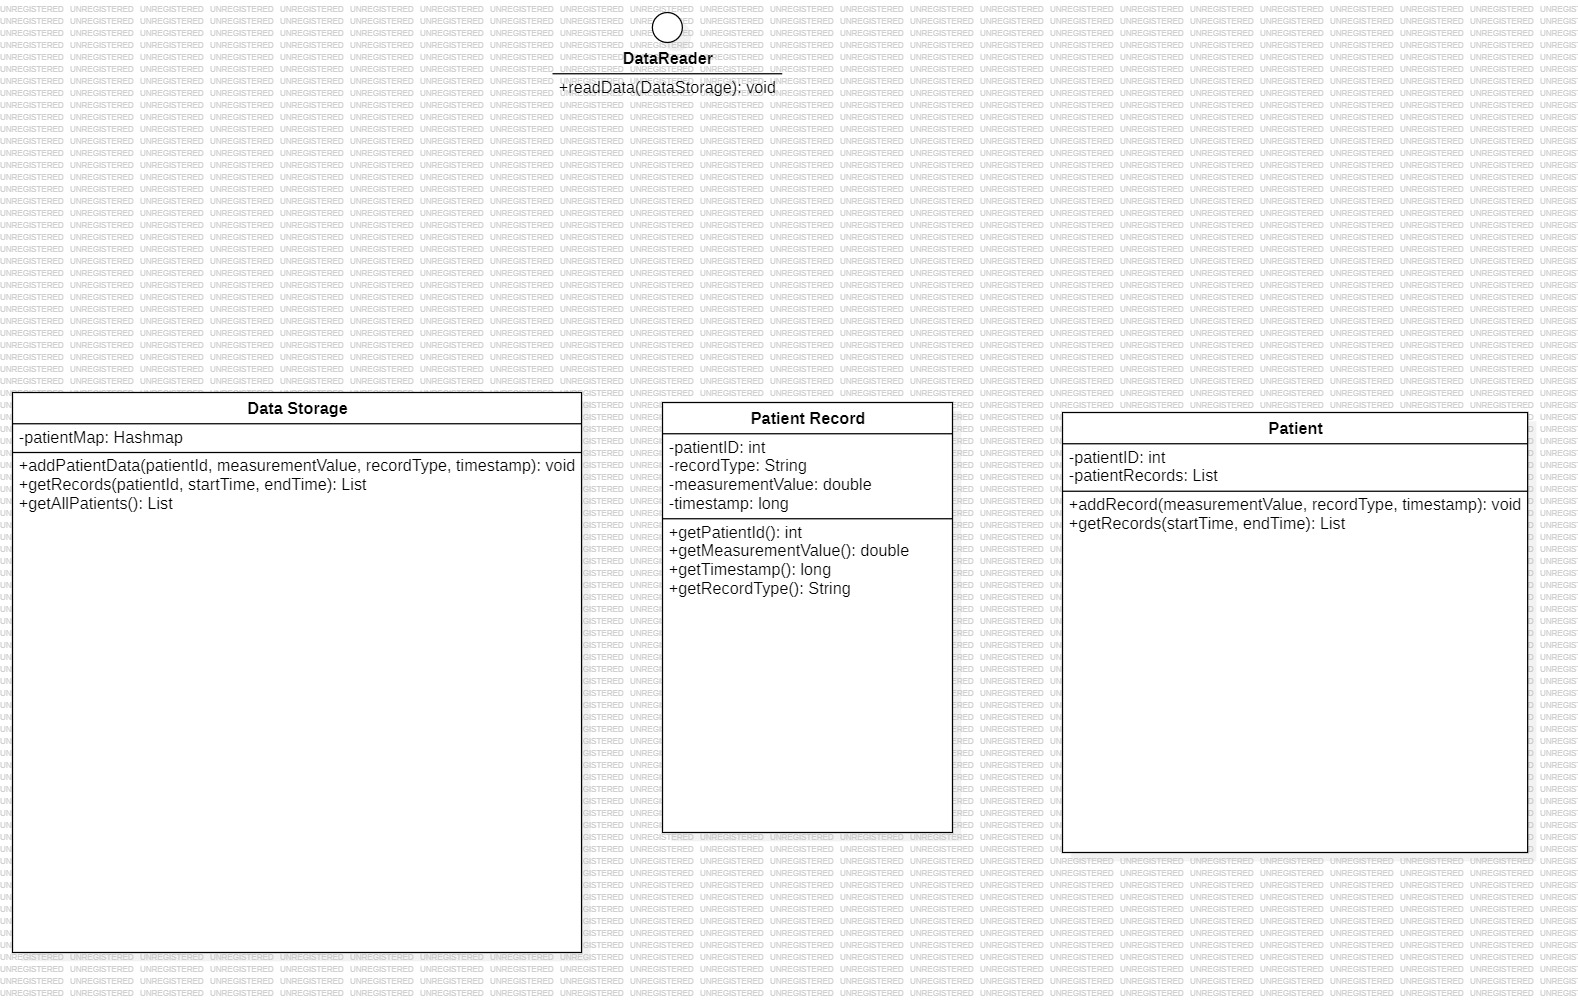 DataReader
+readData(DataStorage): void
Data Storage
-patientMap: Hashmap
+addPatientData(patientId, measurementValue, recordType, timestamp): void
+getRecords(patientId, startTime, endTime): List
+getAllPatients(): List
Patient Record
-patientID: int
-recordType: String
-measurementValue: double
-timestamp: long
+getPatientId(): int
+getMeasurementValue(): double
+getTimestamp(): long
+getRecordType(): String
Patient
-patientID: int
-patientRecords: List
+addRecord(measurementValue, recordType, timestamp): void
+getRecords(startTime, endTime): List
UNREGISTERED